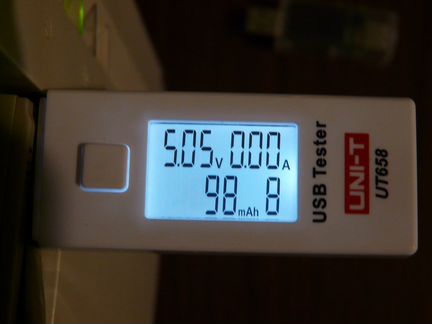 5.05V 0.00A
98mAh 8
USB Tester
UNI-T
UT658